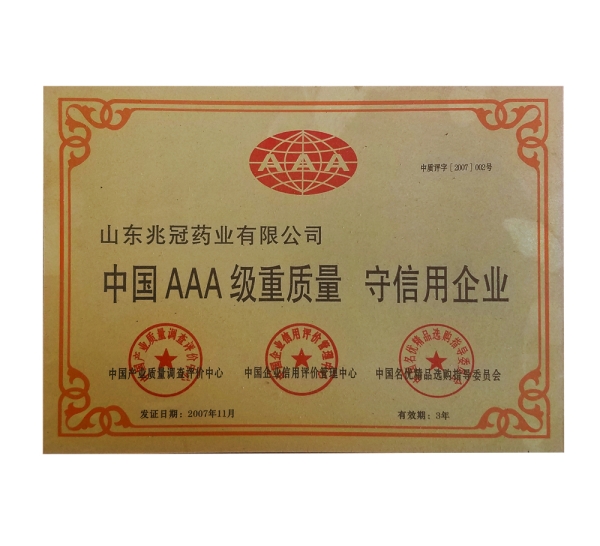 AAA
中质评字［2007］002号
山东兆冠药业有限公司
中国 AAA 级重质量 守信用企业
中国产业质量调查评价中心 中国企业信用评价管理中心 中国名优精品选购指导委员会
发证日期：2007年11月 有效期：3年